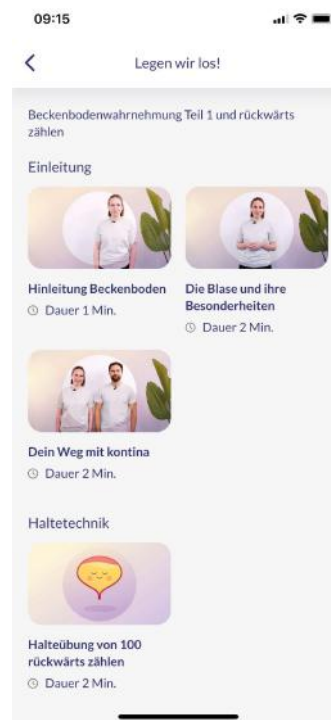 09:15
Legen wir los!
Beckenbodenwahrnehmung Teil 1 und rückwärts
zählen
Einleitung
Hinleitung Beckenboden
Dauer 1 Min.
Die Blase und ihre
Besonderheiten
Dauer 2 Min.
Dein Weg mit kontina
Dauer 2 Min.
Haltetechnik
Halteübung von 100
rückwärts zählen
Dauer 2 Min.